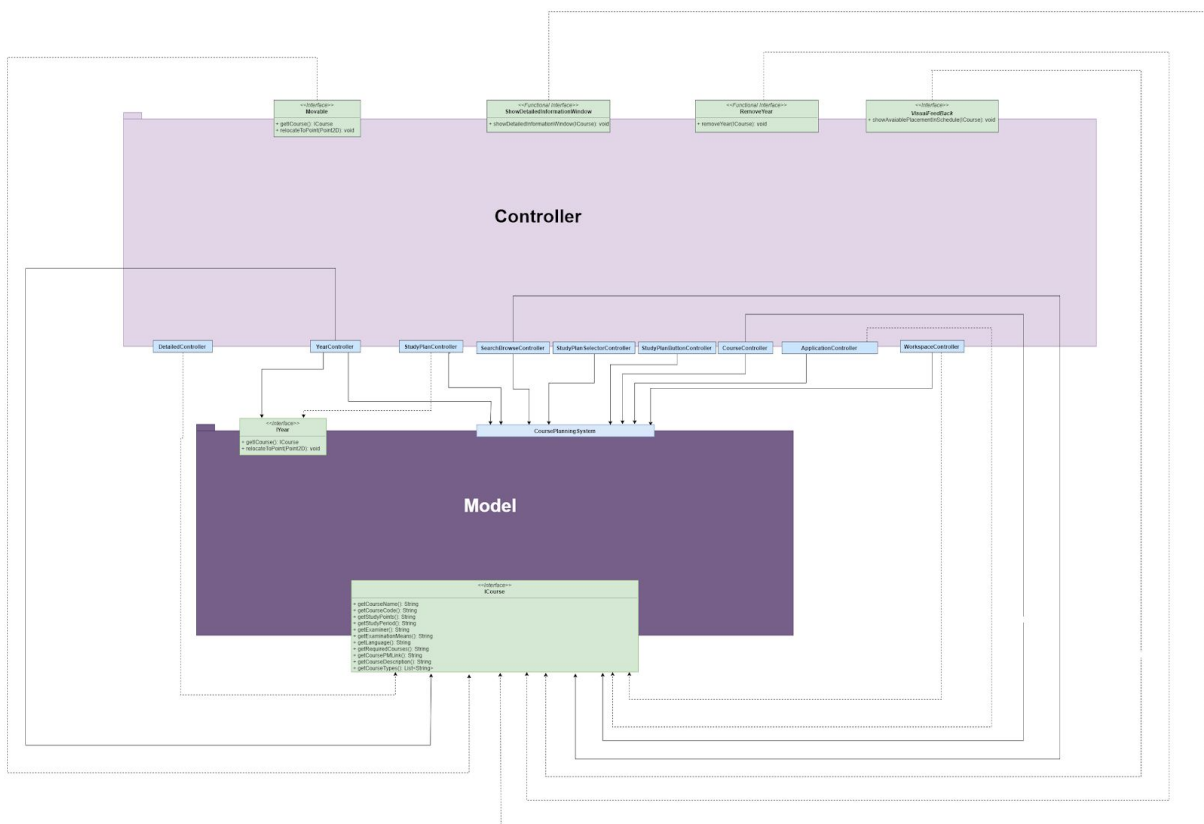 <<Interface>>
Movable
+ getICourse(): ICourse
+ relocateToPoint(Point2D): void
<<Functional Interface>>
ShowDetailedInformationWindow
+ showDetailedInformationWindow(ICourse): void
<<Functional Interface>>
RemoveYear
+ removeYear(ICourse): void
<<Interface>>
VisualFeedBack
+ showAvaiablePlacementInSchedule(ICourse): void
Controller
DetailedController
YearController
StudyPlanController
SearchBrowseController
StudyPlanSelectorController
StudyPlanButtonController
CourseController
ApplicationController
WorkspaceController
<<Interface>>
IYear
+ getICourse(): ICourse
+ relocateToPoint(Point2D): void
CoursePlanningSystem
Model
<<Interface>>
ICourse
+ getCourseName(): String
+ getCourseCode(): String
+ getStudyPoints(): String
+ getStudyPeriod(): String
+ getExaminer(): String
+ getExaminationMeans(): String
+ getLanguage(): String
+ getRequiredCourses(): String
+ getCoursePMLink(): String
+ getCourseDescription(): String
+ getCourseTypes(): List<String>